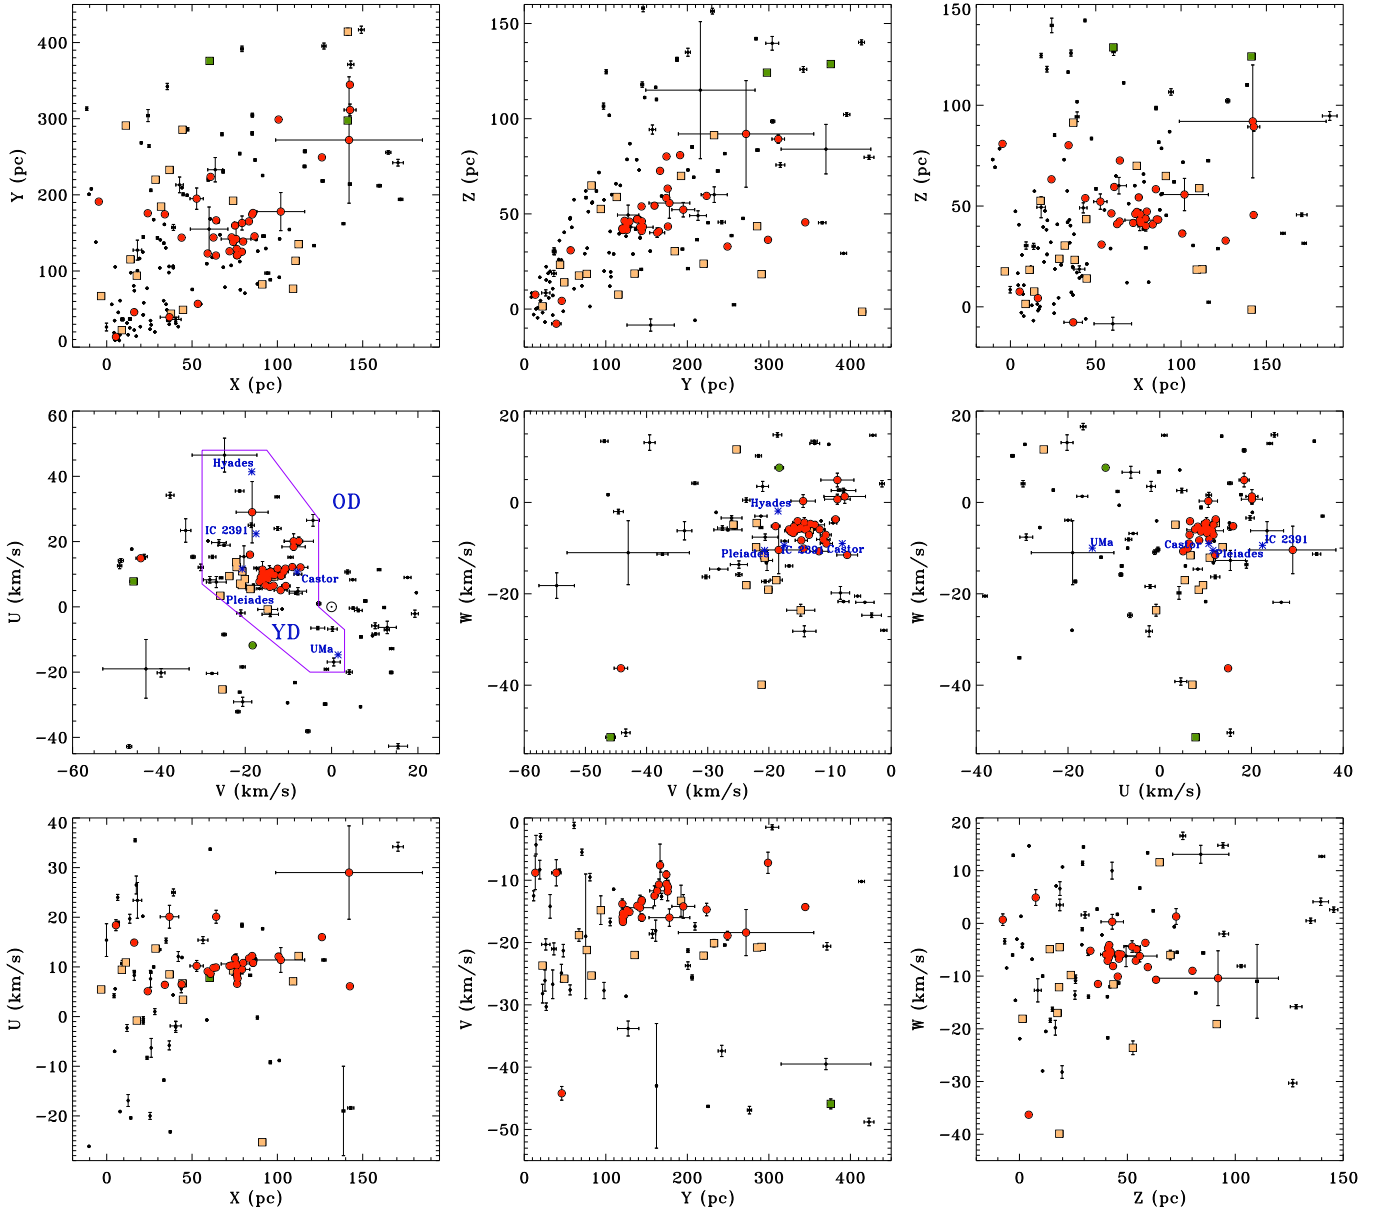 450
400
300
200
100
0
0
50
100
150
X (pc)
Y (pc)
150
100
50
0
0
100
200
300
400
Y (pc)
Z (pc)
150
100
50
0
0
50
100
150
X (pc)
Z (pc)
60
40
20
0
−20
−40
−60
−40
−20
0
20
V (km/s)
U (km/s)
Hyades
OD
IC 2391
Castor
Pleiades
YD
UMa
20
0
−20
−40
−60
−50
−40
−30
−20
−10
−0
V (km/s)
W (km/s)
Hyades
Pleiades
IC 2391
Castor
20
0
−20
−40
−40
−20
0
20
40
U (km/s)
W (km/s)
UMa
Castor
IC 2391
Pleiades
40
30
20
10
0
−10
−20
0
50
100
150
X (pc)
U (km/s)
0
−10
−20
−30
−40
−50
0
100
200
300
400
Y (pc)
V (km/s)
20
10
0
−10
−20
−30
−40
0
50
100
150
Z (pc)
W (km/s)